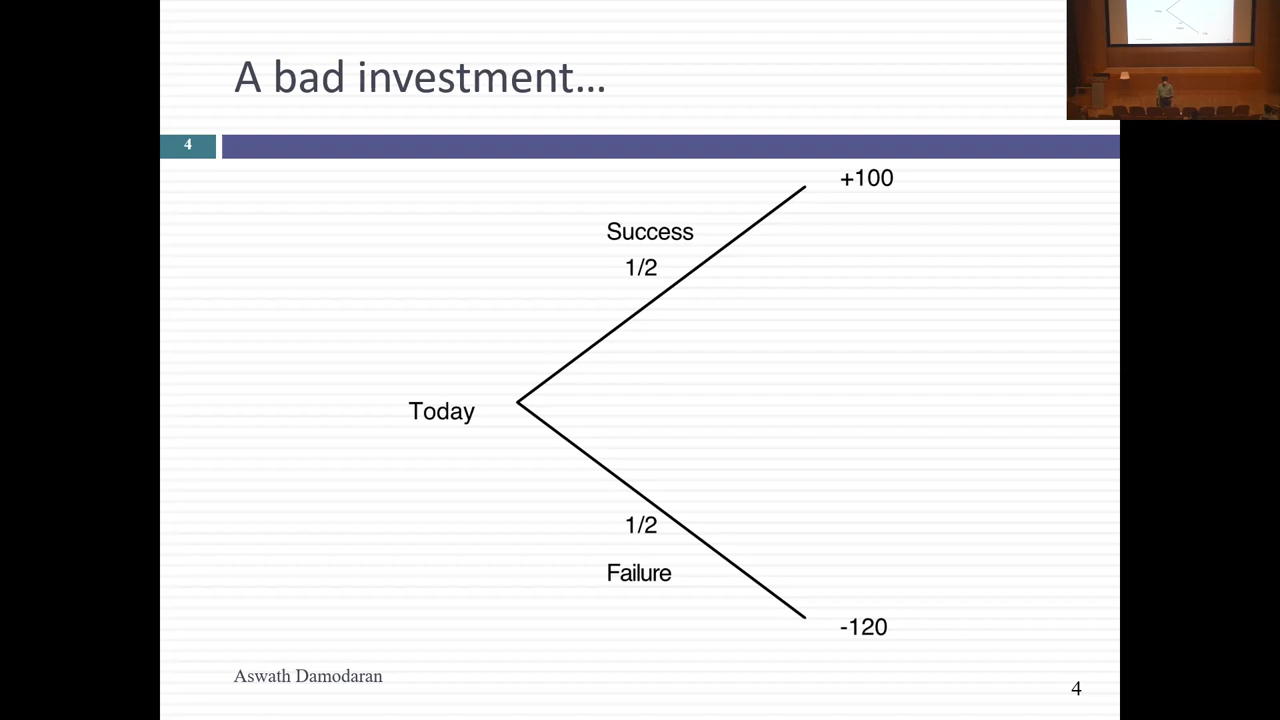 A bad investment...
4
+100
Success
1/2
Today
1/2
Failure
-120
Aswath Damodaran
4